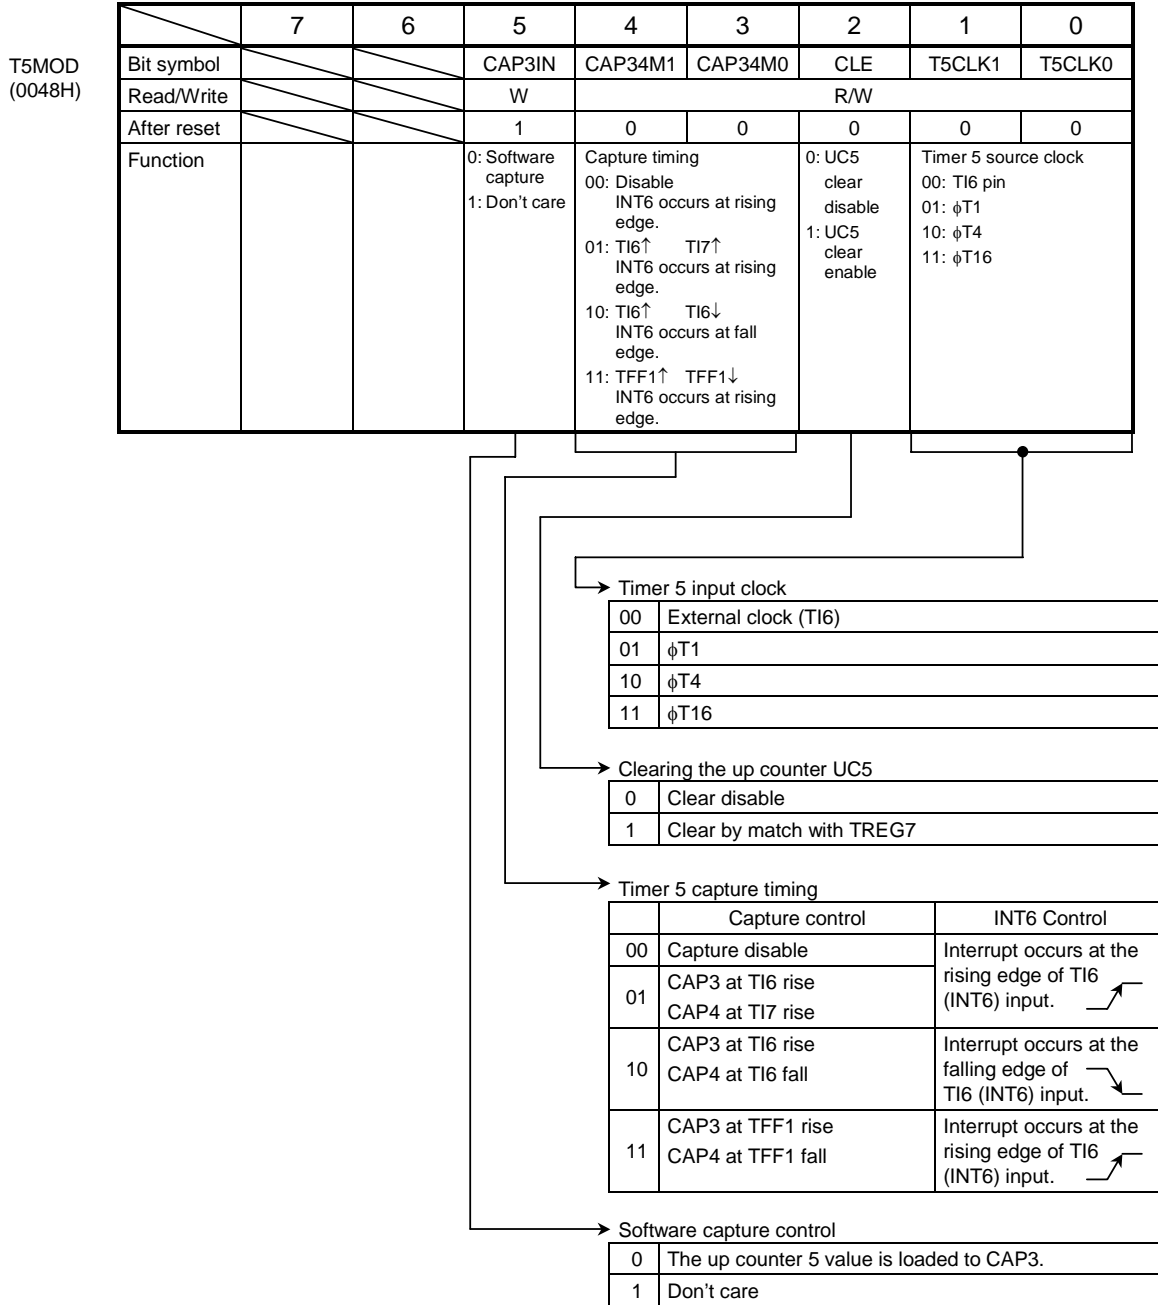 7 6 5 4 3 2 1 0
T5MOD
(0048H)
Bit symbol CAP3IN CAP34M1 CAP34M0 CLE T5CLK1 T5CLK0
Read/Write W R/W
After reset 1 0 0 0 0 0
Function
0: Software
capture
1: Don't care
Capture timing
00: Disable
INT6 occurs at rising
edge.
01: TI6↑ TI7↑
INT6 occurs at rising
edge.
10: TI6↑ TI6↓
INT6 occurs at fall
edge.
11: TFF1↑ TFF1↓
INT6 occurs at rising
edge.
0: UC5
clear
disable
1: UC5
clear
enable
Timer 5 source clock
00: TI6 pin
01: ϕT1
10: ϕT4
11: ϕT16
Timer 5 input clock
00 External clock (TI6)
01 ϕT1
10 ϕT4
11 ϕT16
Clearing the up counter UC5
0 Clear disable
1 Clear by match with TREG7
Timer 5 capture timing
Capture control INT6 Control
00 Capture disable
01 CAP3 at TI6 rise
CAP4 at TI7 rise
Interrupt occurs at the
rising edge of TI6
(INT6) input.
10 CAP3 at TI6 rise
CAP4 at TI6 fall
Interrupt occurs at the
falling edge of
TI6 (INT6) input.
11 CAP3 at TFF1 rise
CAP4 at TFF1 fall
Interrupt occurs at the
rising edge of TI6
(INT6) input.
Software capture control
0 The up counter 5 value is loaded to CAP3.
1 Don't care